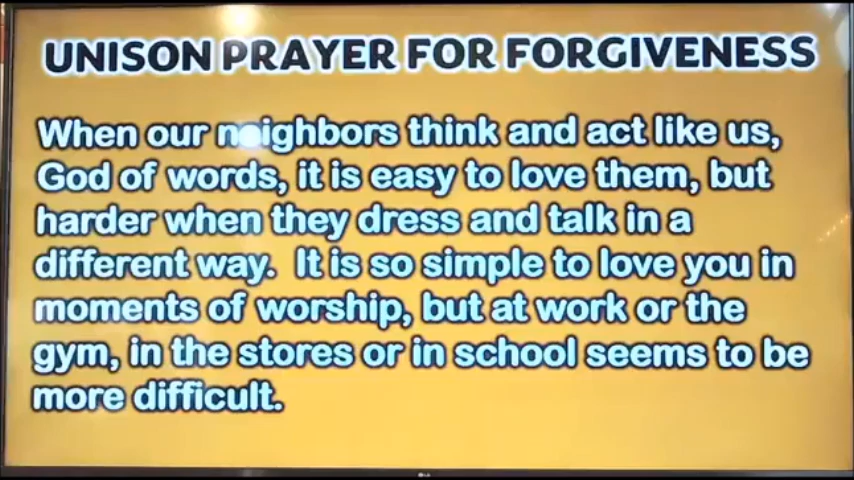 UNISON PRAYER FOR FORGIVENESS
When our neighbors think and act like us,
God of words, it is easy to love them, but
harder when they dress and talk in a
different way.  It is so simple to love you in
moments of worship, but at work or the
gym, in the stores or in school seems to be
more difficult.
LG